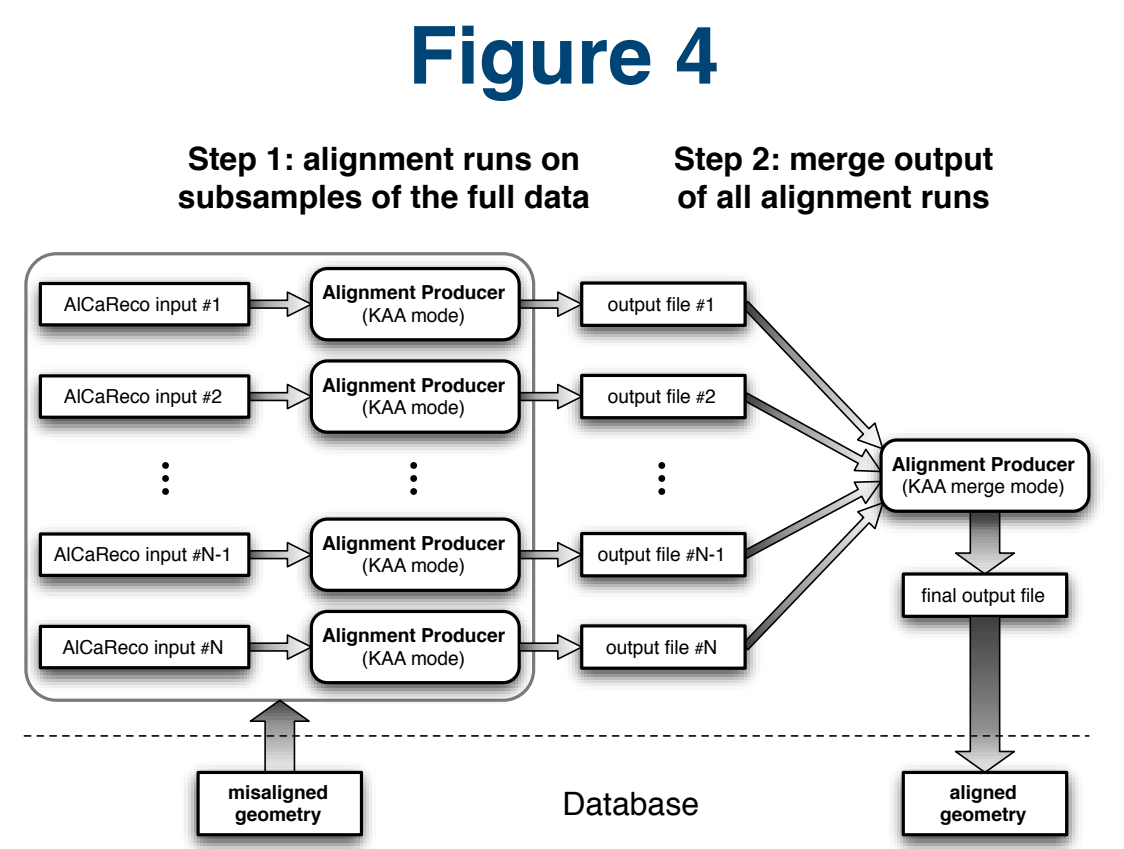 Figure 4
Step 1: alignment runs on
subsamples of the full data
Step 2: merge output
of all alignment runs
AlCaReco input #1
Alignment Producer
(KAA mode)
output file #1
AlCaReco input #2
Alignment Producer
(KAA mode)
output file #2
Alignment Producer
(KAA merge mode)
AlCaReco input #N-1
Alignment Producer
(KAA mode)
output file #N-1
final output file
AlCaReco input #N
Alignment Producer
(KAA mode)
output file #N
misaligned
geometry
Database
aligned
geometry